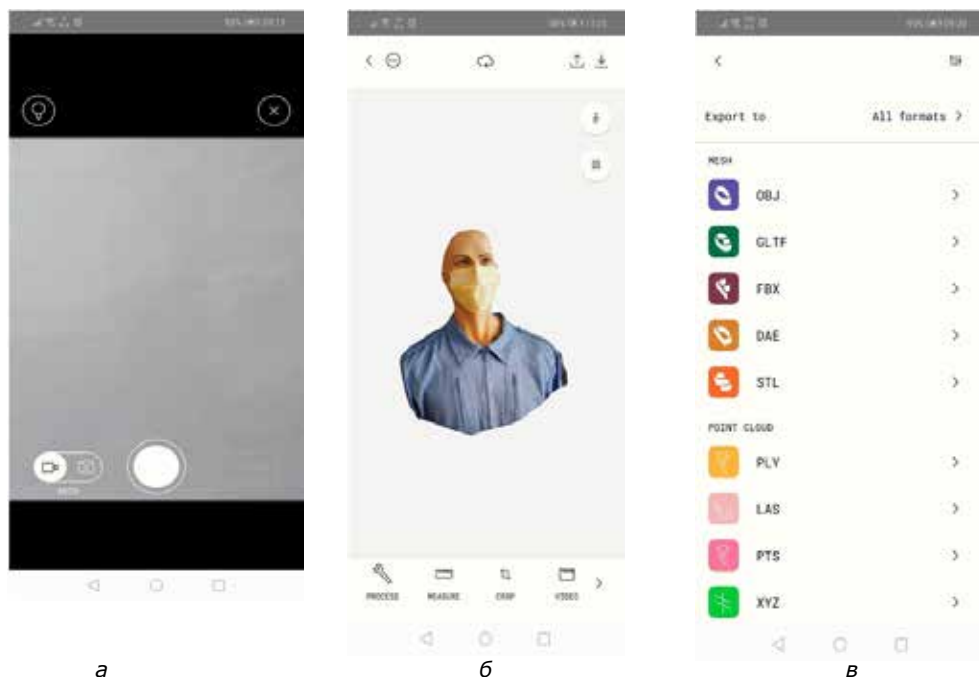 Export to All formats
MESH
OBJ
GLTF
FBX
DAE
STL
POINT CLOUD
PLY
LAS
PTS
XYZ
PROCESS MEASURE CROP VIDEO
а б в